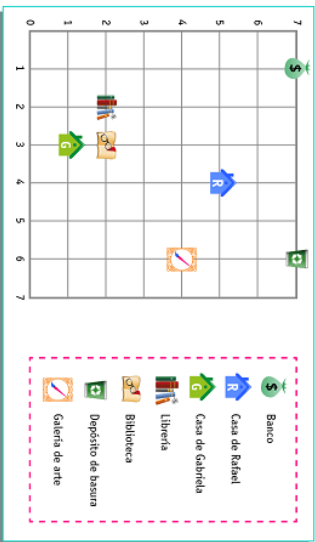 7
6
5
4
3
2
1
0
1 2 3 4 5 6 7
$
R
G
$ Banco
R Casa de Rafael
G Casa de Gabriela
Librería
Biblioteca
Depósito de basura
Galería de arte